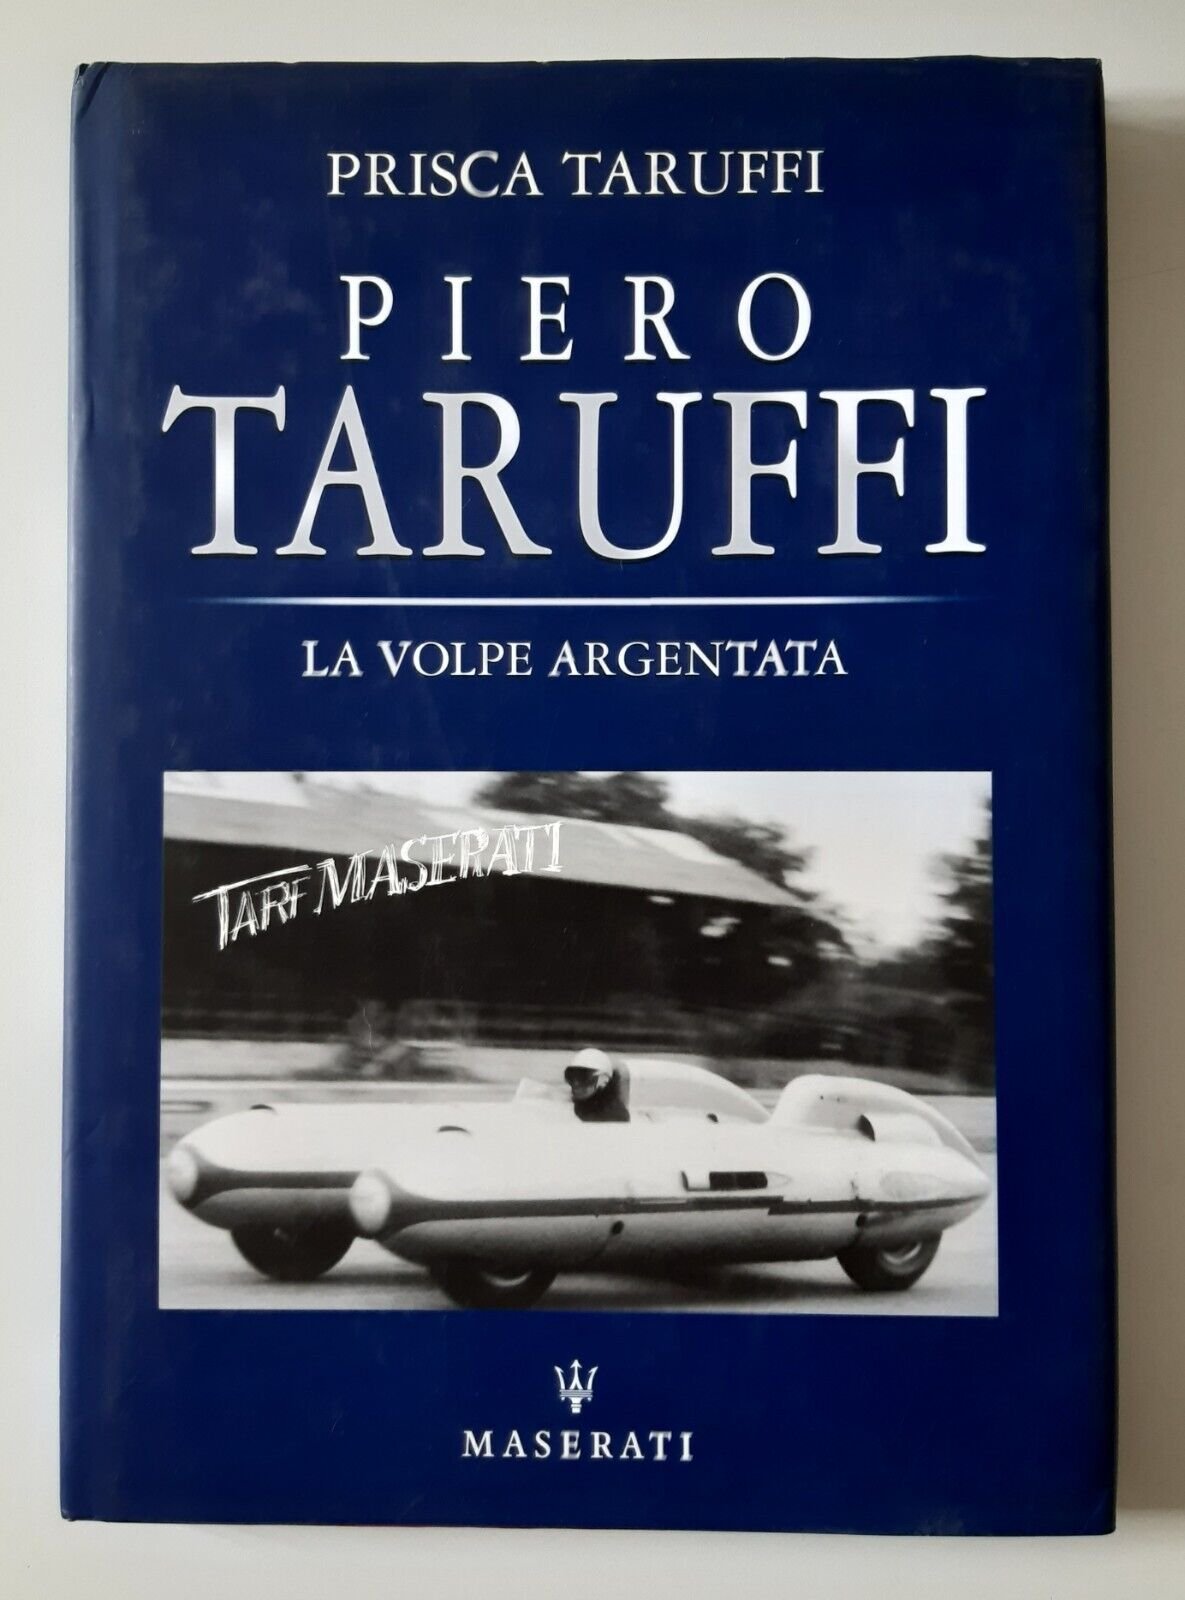 PRISCA TARUFFI
PIERO
TARUFFI
LA VOLPE ARGENTATA
TARF MASERATI
MASERATI